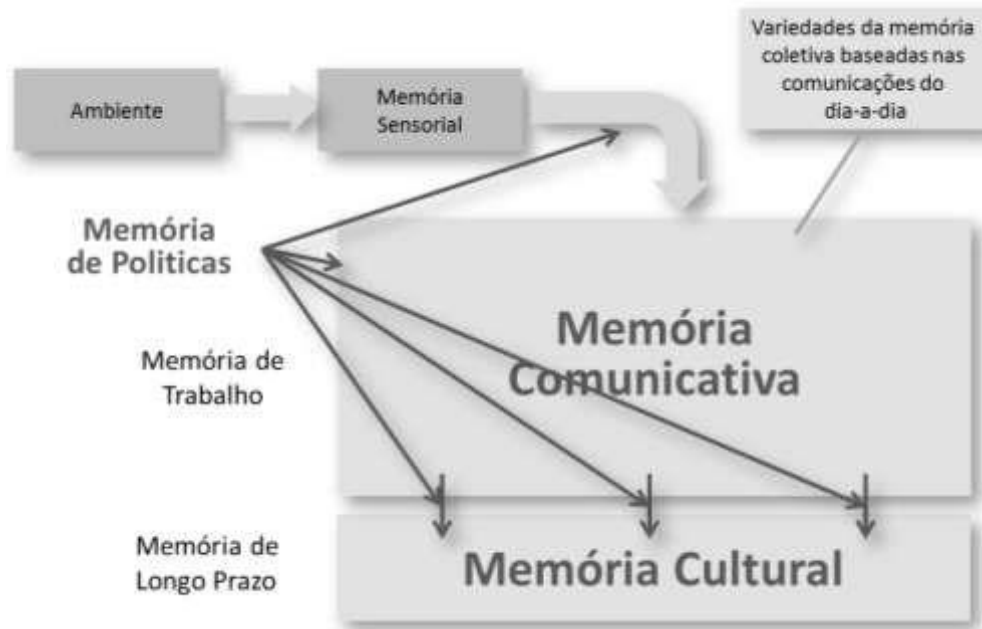 Variedades da memória
coletiva baseadas nas
comunicações do
dia-a-dia
Ambiente
Memória
Sensorial
Memória
de Politicas
Memória
Comunicativa
Memória de
Trabalho
Memória de
Longo Prazo
Memória Cultural